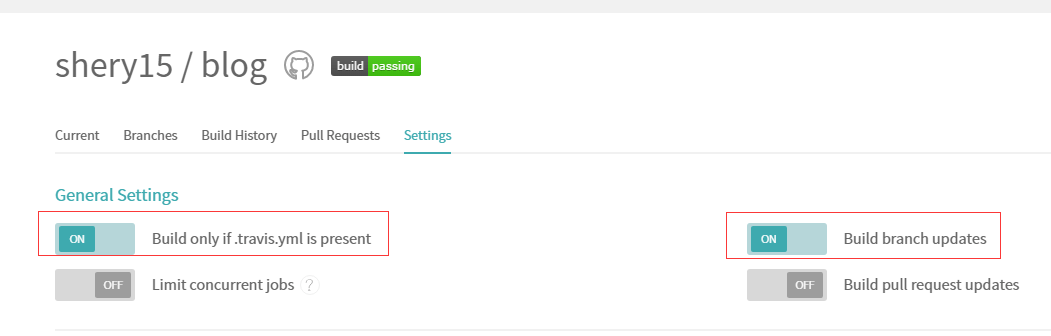 shery15 / blog build passing
Current Branches Build History Pull Requests Settings
General Settings
ON Build only if .travis.yml is present
ON Build branch updates
OFF Limit concurrent jobs ?
OFF Build pull request updates